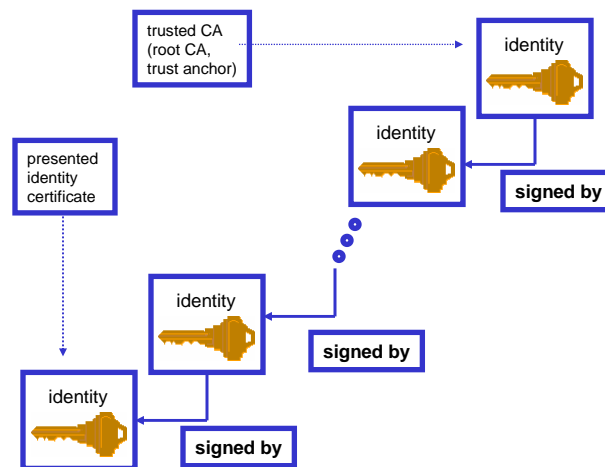 trusted CA
(root CA,
trust anchor)
identity
identity
signed by
presented
identity
certificate
identity
signed by
identity
signed by